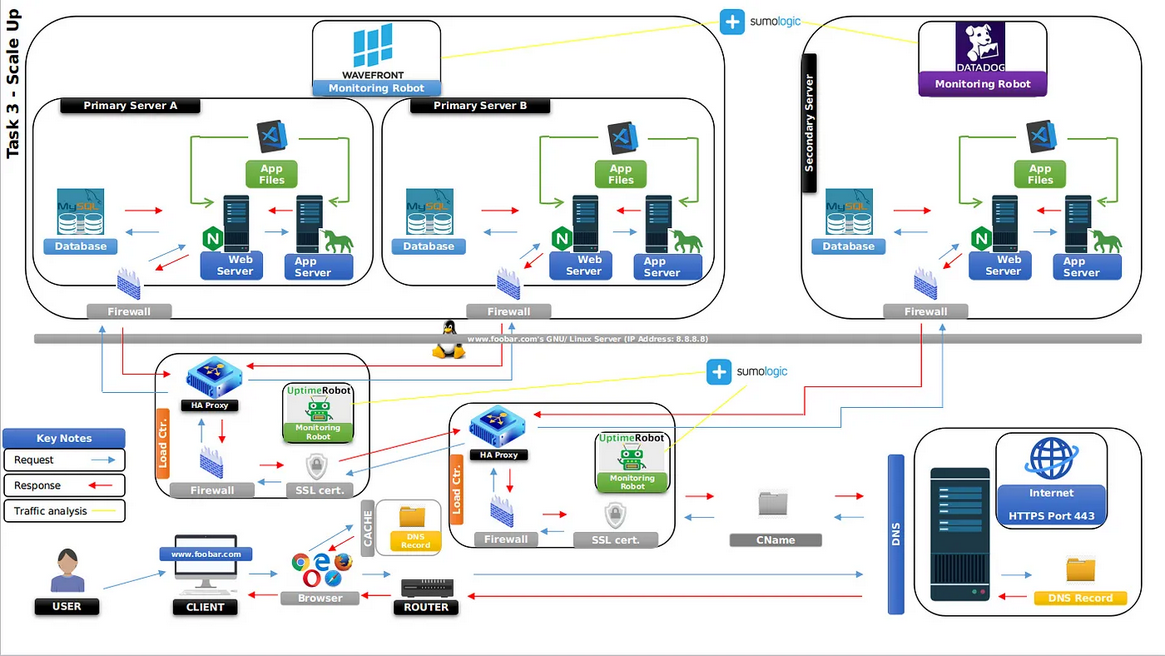 Task 3 - Scale Up
WAVEFRONT
Monitoring Robot
sumologic
DATADOG
Monitoring Robot
Primary Server A
App
Files
MySQL
Database
N
Web
Server
App
Server
Firewall
Primary Server B
App
Files
MySQL
Database
N
Web
Server
App
Server
Firewall
Secondary Server
App
Files
MySQL
Database
N
Web
Server
App
Server
Firewall
www.foobar.com's GNU/ Linux Server (IP Address: 8.8.8.8)
HA Proxy
UptimeRobot
Monitoring
Robot
Load Ctr.
Firewall
SSL cert.
sumologic
HA Proxy
UptimeRobot
Monitoring
Robot
Load Ctr.
Firewall
SSL cert.
Key Notes
Request
Response
Traffic analysis
CName
DNS
Internet
HTTPS Port 443
DNS Record
CACHE
DNS
Record
USER
www.foobar.com
CLIENT
Browser
ROUTER